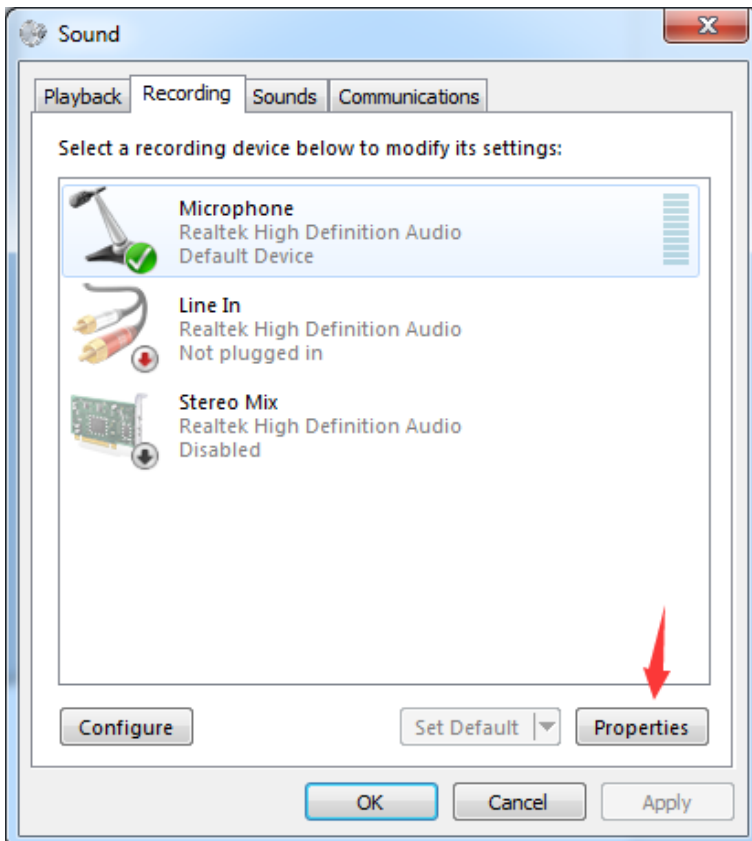 Sound
Playback Recording Sounds Communications
Select a recording device below to modify its settings:
Microphone
Realtek High Definition Audio
Default Device
Line In
Realtek High Definition Audio
Not plugged in
Stereo Mix
Realtek High Definition Audio
Disabled
Configure Set Default Properties
OK Cancel Apply